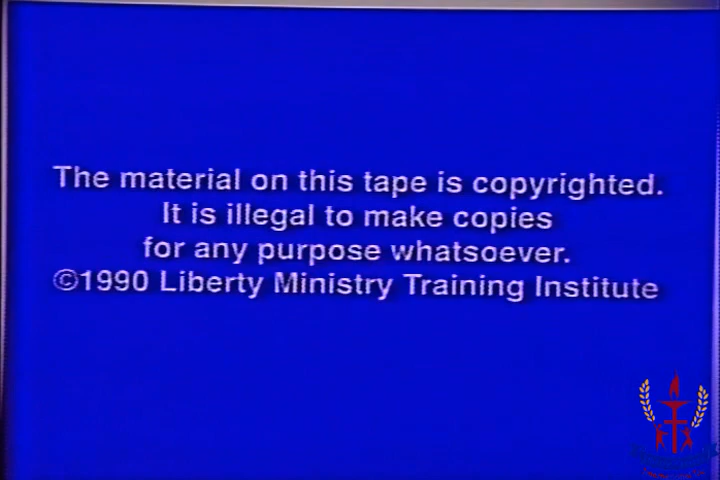 The material on this tape is copyrighted.
It is illegal to make copies
for any purpose whatsoever.
©1990 Liberty Ministry Training Institute